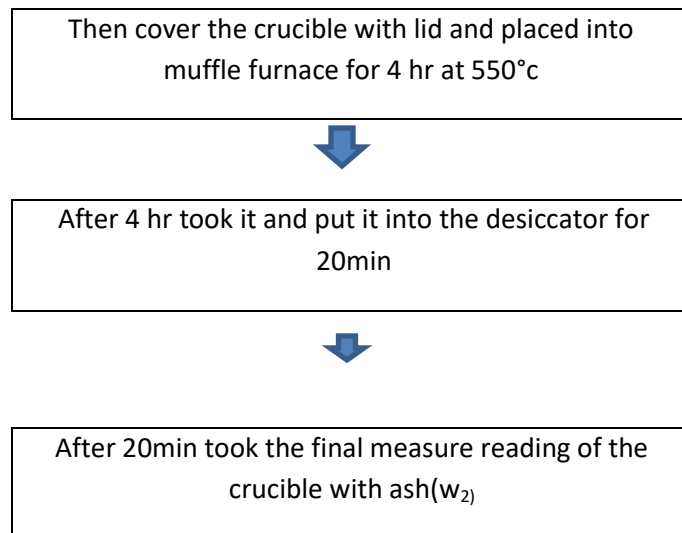 Then cover the crucible with lid and placed into
muffle furnace for 4 hr at 550°c
After 4 hr took it and put it into the desiccator for
20min
After 20min took the final measure reading of the
crucible with ash(w₂₎